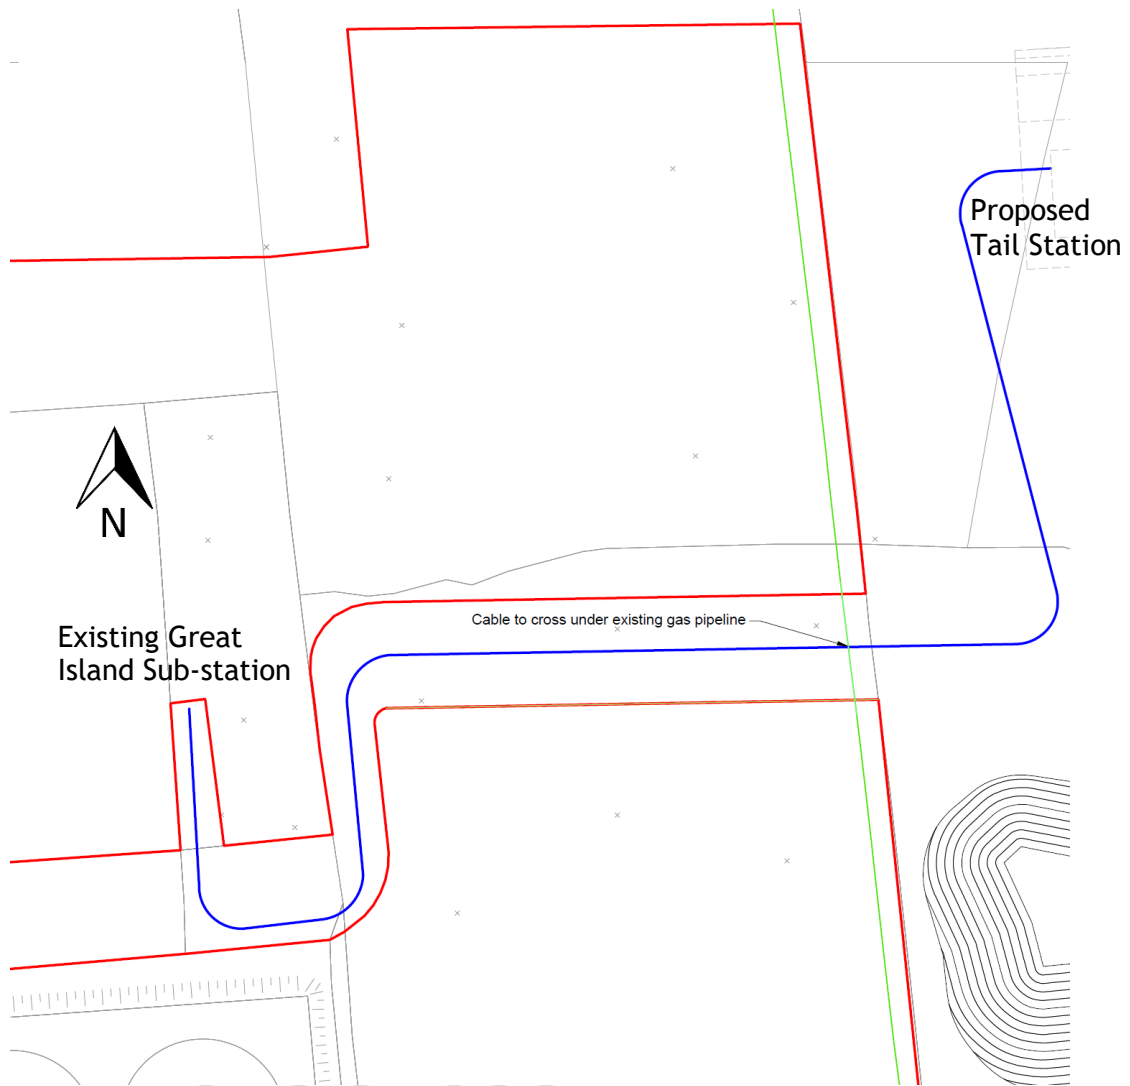 Proposed
Tail Station
N
Cable to cross under existing gas pipeline
Existing Great
Island Sub-station